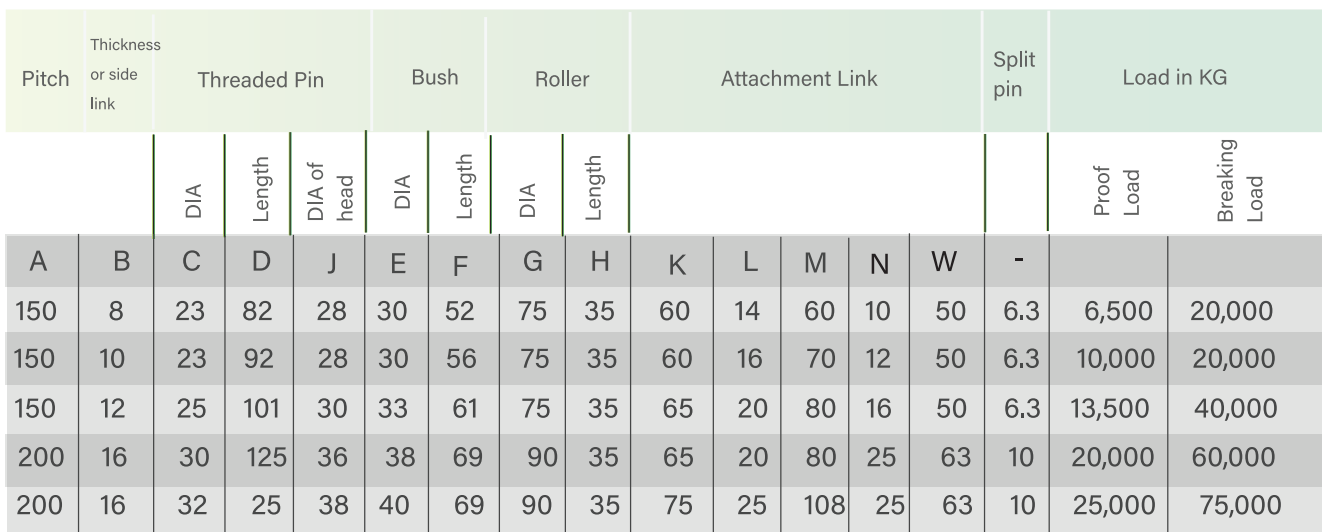 Pitch Thickness or side link Threaded Pin Bush Roller Attachment Link Split pin Load in KG
DIA Length DIA of head DIA Length DIA Length Proof Load Breaking Load
A B C D J E F G H K L M N W -
150 8 23 82 28 30 52 75 35 60 14 60 10 50 6.3 6,500 20,000
150 10 23 92 28 30 56 75 35 60 16 70 12 50 6.3 10,000 20,000
150 12 25 101 30 33 61 75 35 65 20 80 16 50 6.3 13,500 40,000
200 16 30 125 36 38 69 90 35 65 20 80 25 63 10 20,000 60,000
200 16 32 25 38 40 69 90 35 75 25 108 25 63 10 25,000 75,000